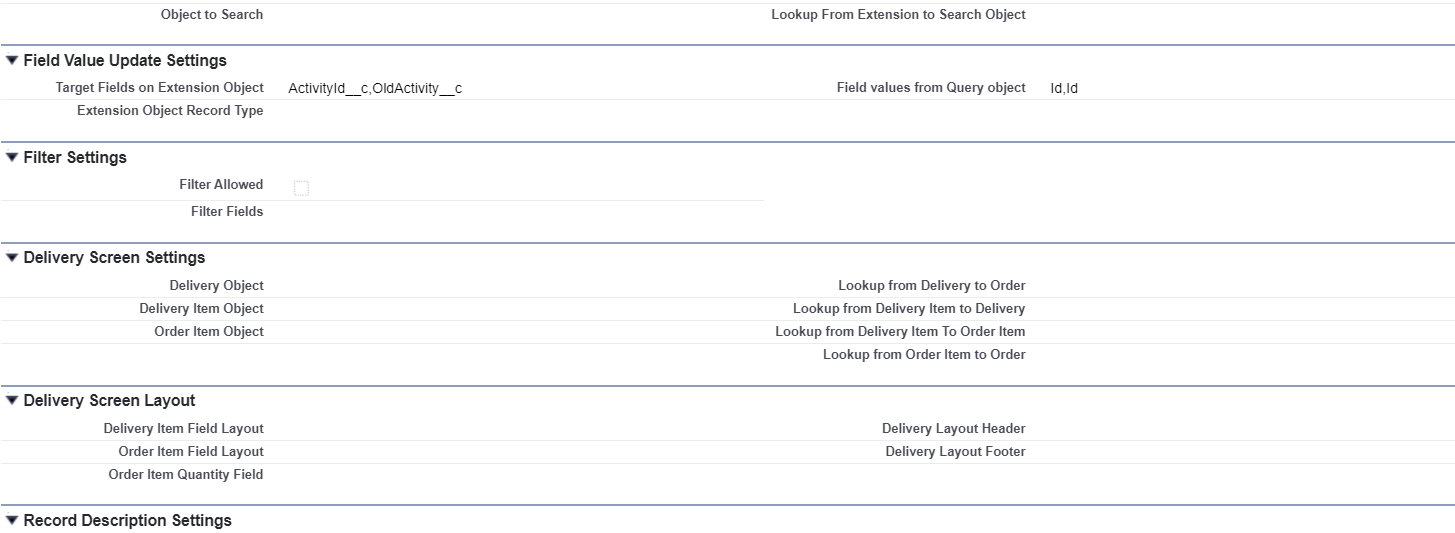 Object to Search Lookup From Extension to Search Object
Field Value Update Settings
Target Fields on Extension Object ActivityId__c,OldActivity__c Field values from Query object Id,Id
Extension Object Record Type
Filter Settings
Filter Allowed
Filter Fields
Delivery Screen Settings
Delivery Object Lookup from Delivery to Order
Delivery Item Object Lookup from Delivery Item to Delivery
Order Item Object Lookup from Delivery Item To Order Item
Lookup from Order Item to Order
Delivery Screen Layout
Delivery Item Field Layout Delivery Layout Header
Order Item Field Layout Delivery Layout Footer
Order Item Quantity Field
Record Description Settings